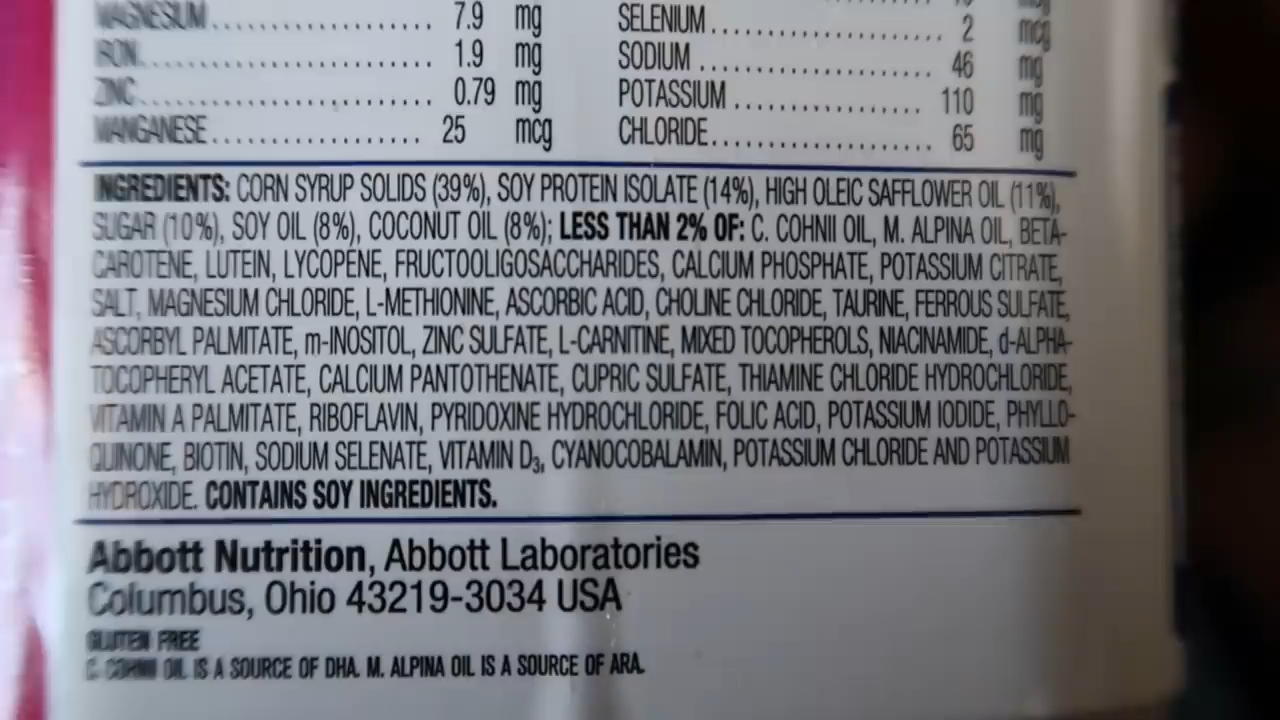 MAGNESIUM 7.9 mg
IRON 1.9 mg
ZINC 0.79 mg
MANGANESE 25 mcg
SELENIUM 2 mcg
SODIUM 46 mg
POTASSIUM 110 mg
CHLORIDE 65 mg
INGREDIENTS: CORN SYRUP SOLIDS (39%), SOY PROTEIN ISOLATE (14%), HIGH OLEIC SAFFLOWER OIL (11%),
SUGAR (10%), SOY OIL (8%), COCONUT OIL (8%); LESS THAN 2% OF: C. COHNII OIL, M. ALPINA OIL, BETA-
CAROTENE, LUTEIN, LYCOPENE, FRUCTOOLIGOSACCHARIDES, CALCIUM PHOSPHATE, POTASSIUM CITRATE,
SALT, MAGNESIUM CHLORIDE, L-METHIONINE, ASCORBIC ACID, CHOLINE CHLORIDE, TAURINE, FERROUS SULFATE,
ASCORBYL PALMITATE, m-INOSITOL, ZINC SULFATE, L-CARNITINE, MIXED TOCOPHEROLS, NIACINAMIDE, d-ALPHA-
TOCOPHERYL ACETATE, CALCIUM PANTOTHENATE, CUPRIC SULFATE, THIAMINE CHLORIDE HYDROCHLORIDE,
VITAMIN A PALMITATE, RIBOFLAVIN, PYRIDOXINE HYDROCHLORIDE, FOLIC ACID, POTASSIUM IODIDE, PHYLLO-
QUINONE, BIOTIN, SODIUM SELENATE, VITAMIN D3, CYANOCOBALAMIN, POTASSIUM CHLORIDE AND POTASSIUM
HYDROXIDE. CONTAINS SOY INGREDIENTS.
Abbott Nutrition, Abbott Laboratories
Columbus, Ohio 43219-3034 USA
GLUTEN FREE
C. COHNII OIL IS A SOURCE OF DHA. M. ALPINA OIL IS A SOURCE OF ARA.